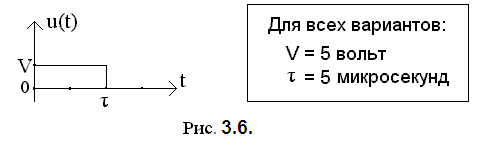 u(t)
V
0
τ
t
Для всех вариантов:
V = 5 вольт
τ = 5 микросекунд
Рис. 3.6.